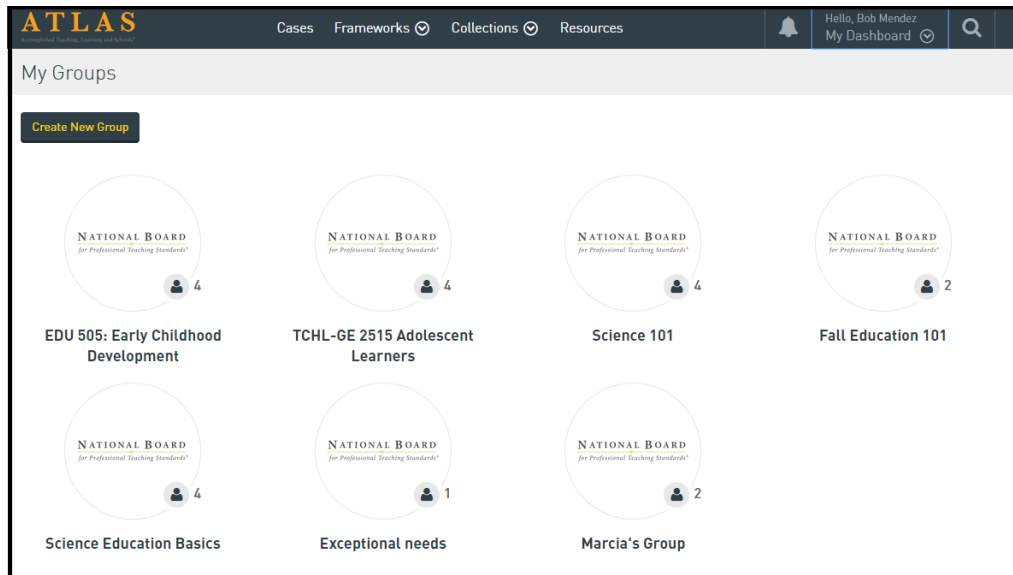 ATLAS
Accomplished Teaching, Learning and Schools®
Cases Frameworks Collections Resources
Hello, Bob Mendez
My Dashboard
My Groups
Create New Group
NATIONAL BOARD
for Professional Teaching Standards®
4
EDU 505: Early Childhood
Development
NATIONAL BOARD
for Professional Teaching Standards®
4
TCHL-GE 2515 Adolescent
Learners
NATIONAL BOARD
for Professional Teaching Standards®
4
Science 101
NATIONAL BOARD
for Professional Teaching Standards®
2
Fall Education 101
NATIONAL BOARD
for Professional Teaching Standards®
4
Science Education Basics
NATIONAL BOARD
for Professional Teaching Standards®
1
Exceptional needs
NATIONAL BOARD
for Professional Teaching Standards®
2
Marcia's Group